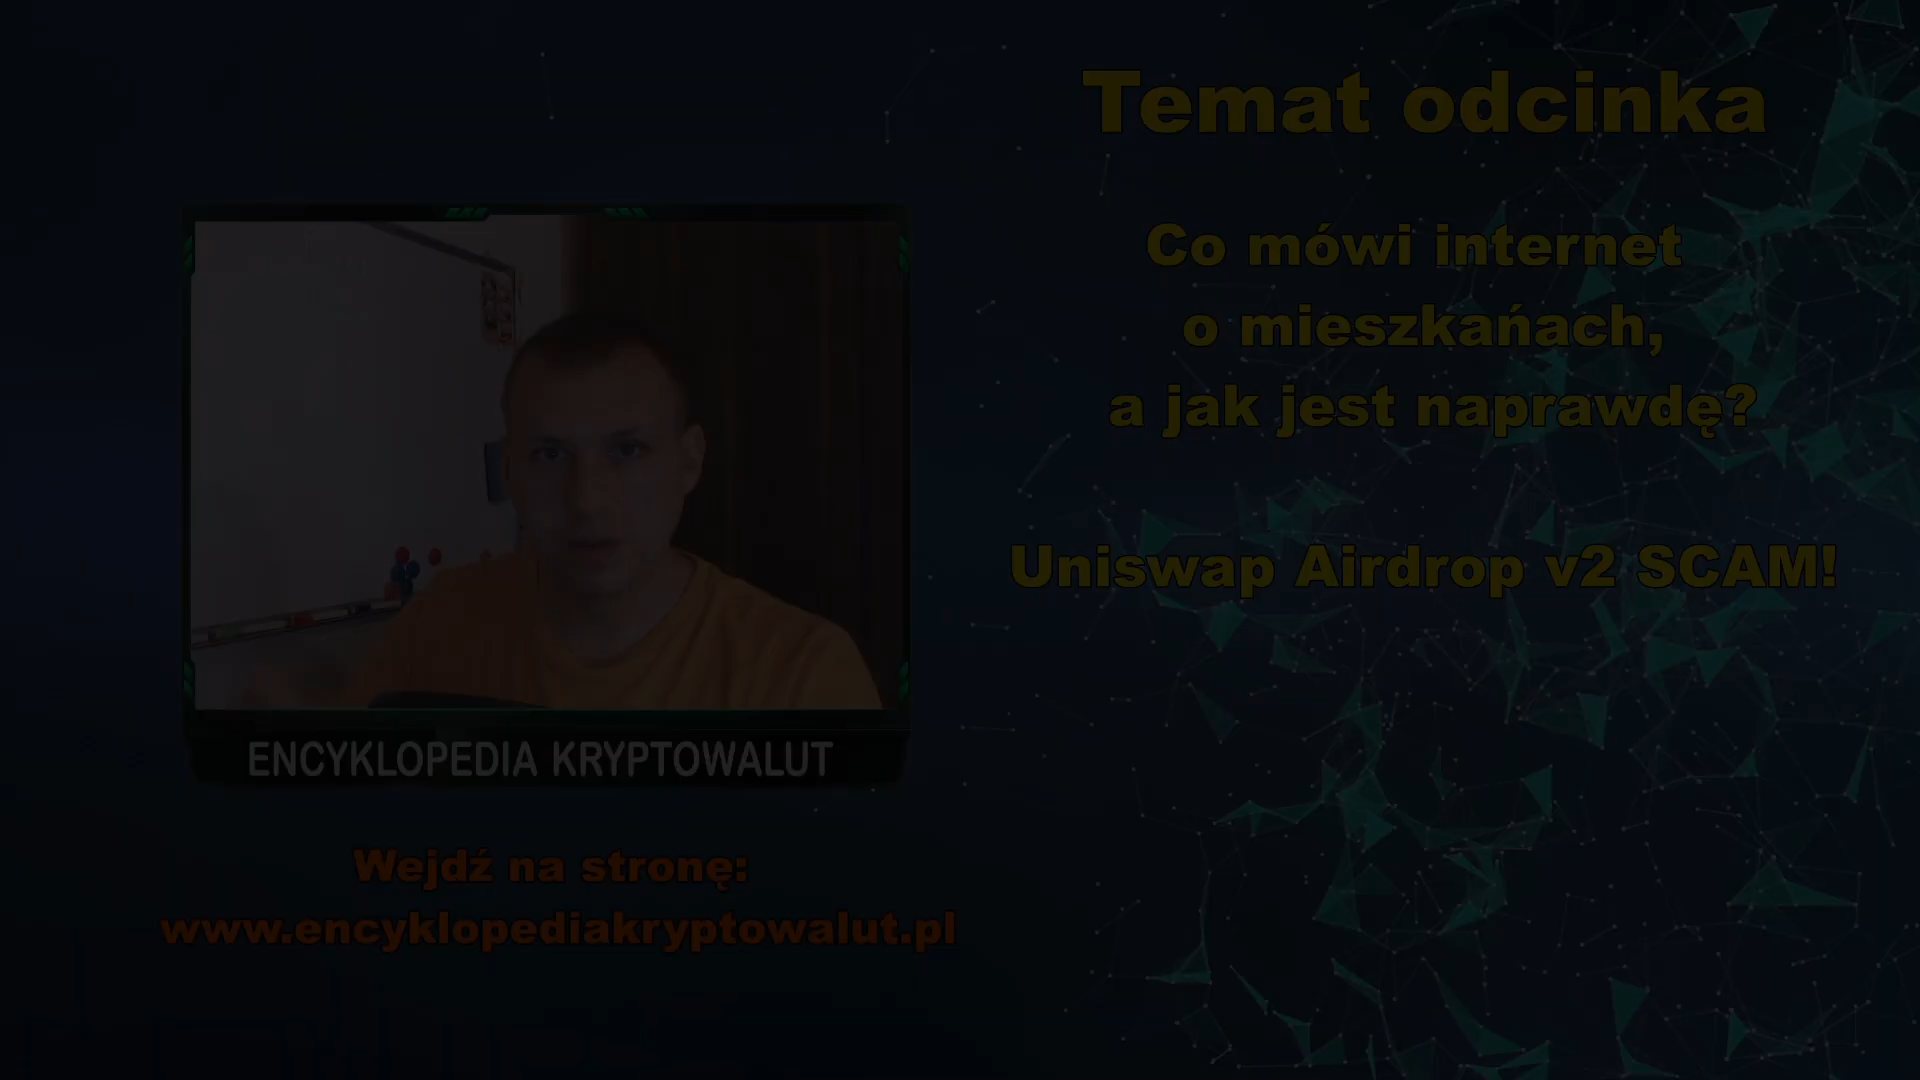 Temat odcinka
Co mówi internet
o mieszkańach,
a jak jest naprawdę?
Uniswap Airdrop v2 SCAM!
ENCYKLOPEDIA KRYPTOWALUT
Wejdź na stronę:
www.encyklopediakryptowalut.pl